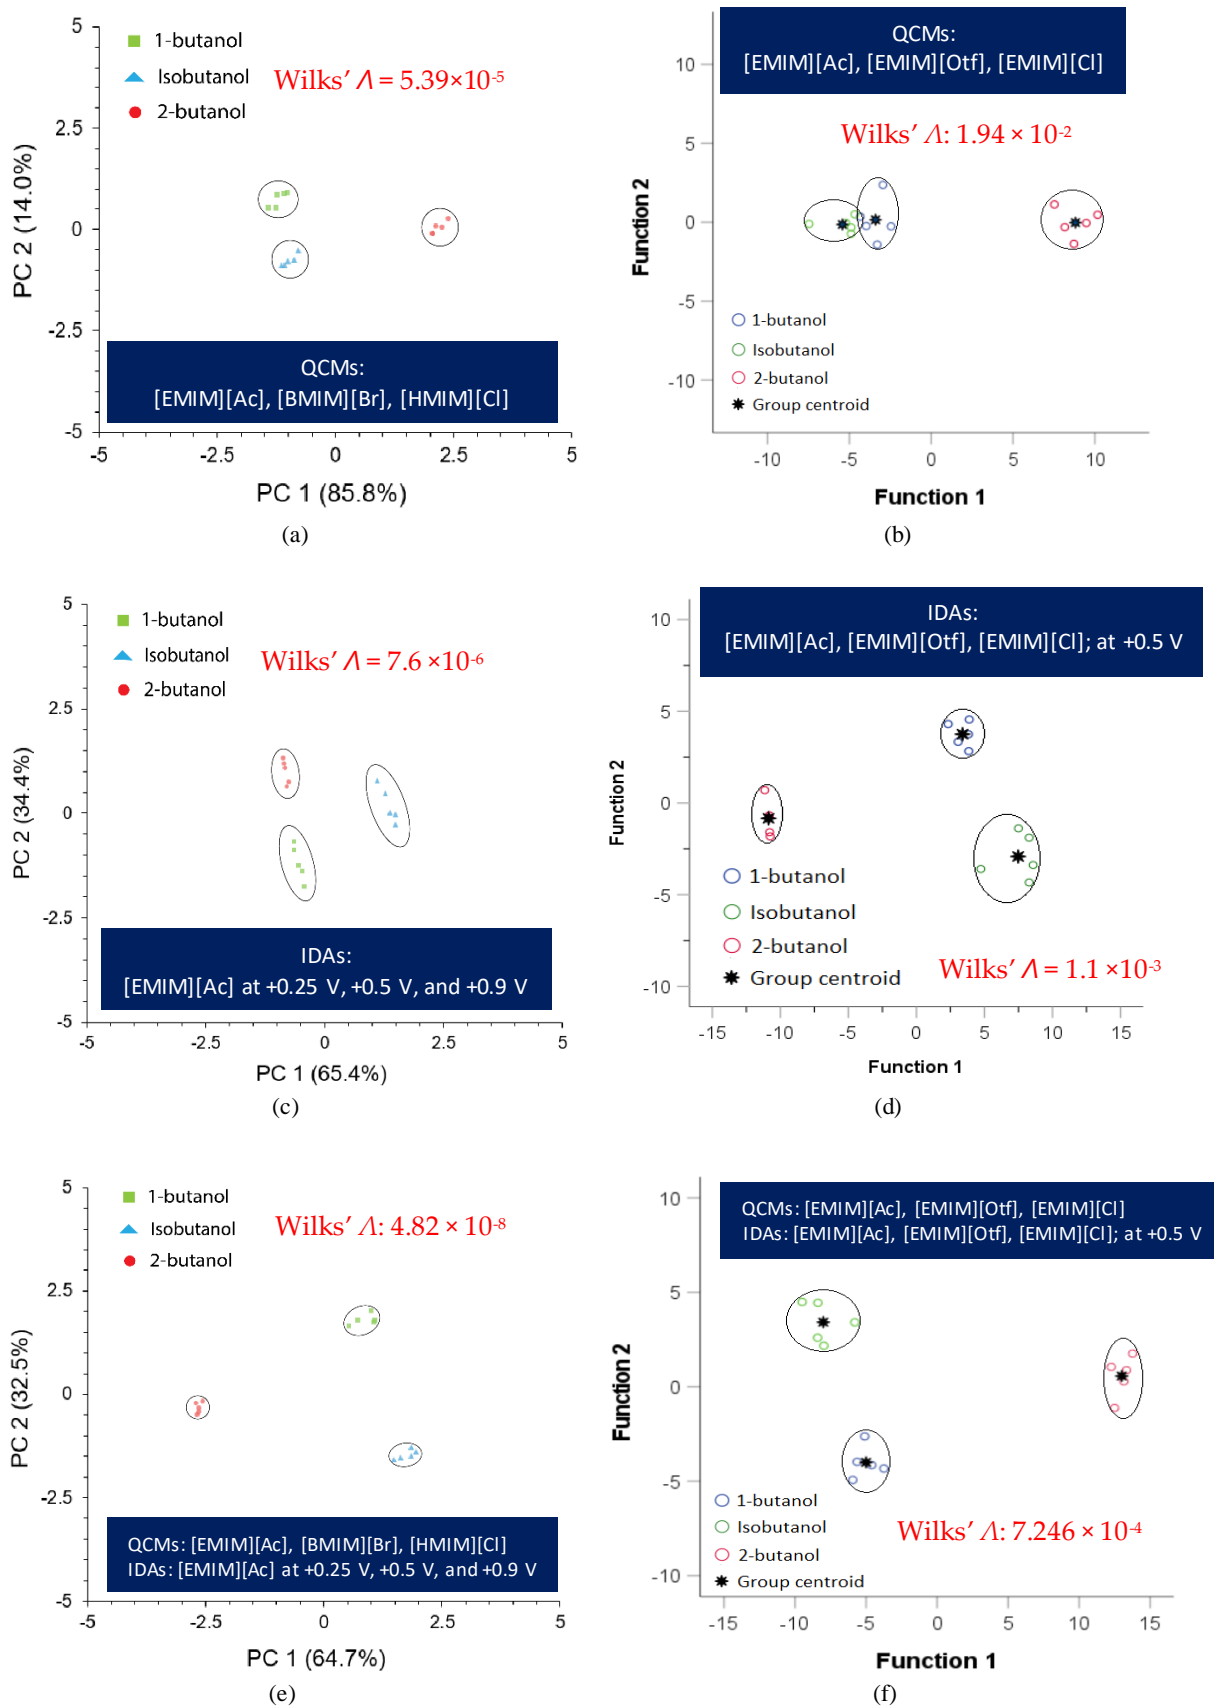 5
1-butanol
Isobutanol
2-butanol
Wilks' Λ = 5.39×10-5
2.5
0
-2.5
-5
PC 2 (14.0%)
QCMs:
[EMIM][Ac], [BMIM][Br], [HMIM][Cl]
-5
-2.5
0
2.5
5
PC 1 (85.8%)
(a)
QCMs:
[EMIM][Ac], [EMIM][Otf], [EMIM][Cl]
10
5
0
-5
-10
Function 2
Wilks' Λ: 1.94 × 10-2
1-butanol
Isobutanol
2-butanol
Group centroid
-10
-5
0
5
10
Function 1
(b)
5
1-butanol
Isobutanol
2-butanol
Wilks' Λ = 7.6 ×10-6
2.5
0
-2.5
-5
PC 2 (34.4%)
IDAs:
[EMIM][Ac] at +0.25 V, +0.5 V, and +0.9 V
-5
-2.5
0
2.5
5
PC 1 (65.4%)
(c)
IDAs:
[EMIM][Ac], [EMIM][Otf], [EMIM][Cl]; at +0.5 V
10
5
0
-5
-10
Function 2
1-butanol
Isobutanol
2-butanol
Group centroid
Wilks' Λ = 1.1 ×10-3
-15
-10
-5
0
5
10
15
Function 1
(d)
5
1-butanol
Isobutanol
2-butanol
Wilks' Λ: 4.82 × 10-8
2.5
0
-2.5
-5
PC 2 (32.5%)
QCMs: [EMIM][Ac], [BMIM][Br], [HMIM][Cl]
IDAs: [EMIM][Ac] at +0.25 V, +0.5 V, and +0.9 V
-5
-2.5
0
2.5
5
PC 1 (64.7%)
(e)
QCMs: [EMIM][Ac], [EMIM][Otf], [EMIM][Cl]
IDAs: [EMIM][Ac], [EMIM][Otf], [EMIM][Cl]; at +0.5 V
10
5
0
-5
-10
Function 2
1-butanol
Isobutanol
2-butanol
Group centroid
Wilks' Λ: 7.246 × 10-4
-15
-10
-5
0
5
10
15
Function 1
(f)